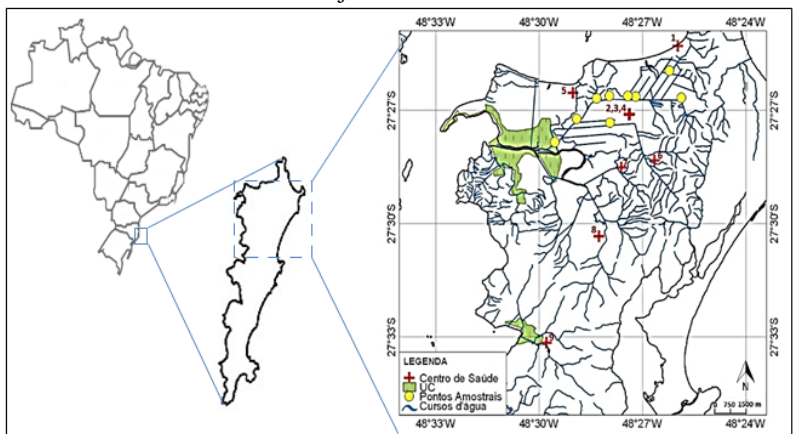 48°33'W 48°30'W 48°27'W 48°24'W
1
5
2,3,4
27°27'S
27°27'S
6
27°30'S
8
27°30'S
27°33'S
9
27°33'S
LEGENDA
Centro de Saúde
UC
Pontos Amostrais
Cursos d'água
N
750 1500 m
48°33'W 48°30'W 48°27'W 48°24'W